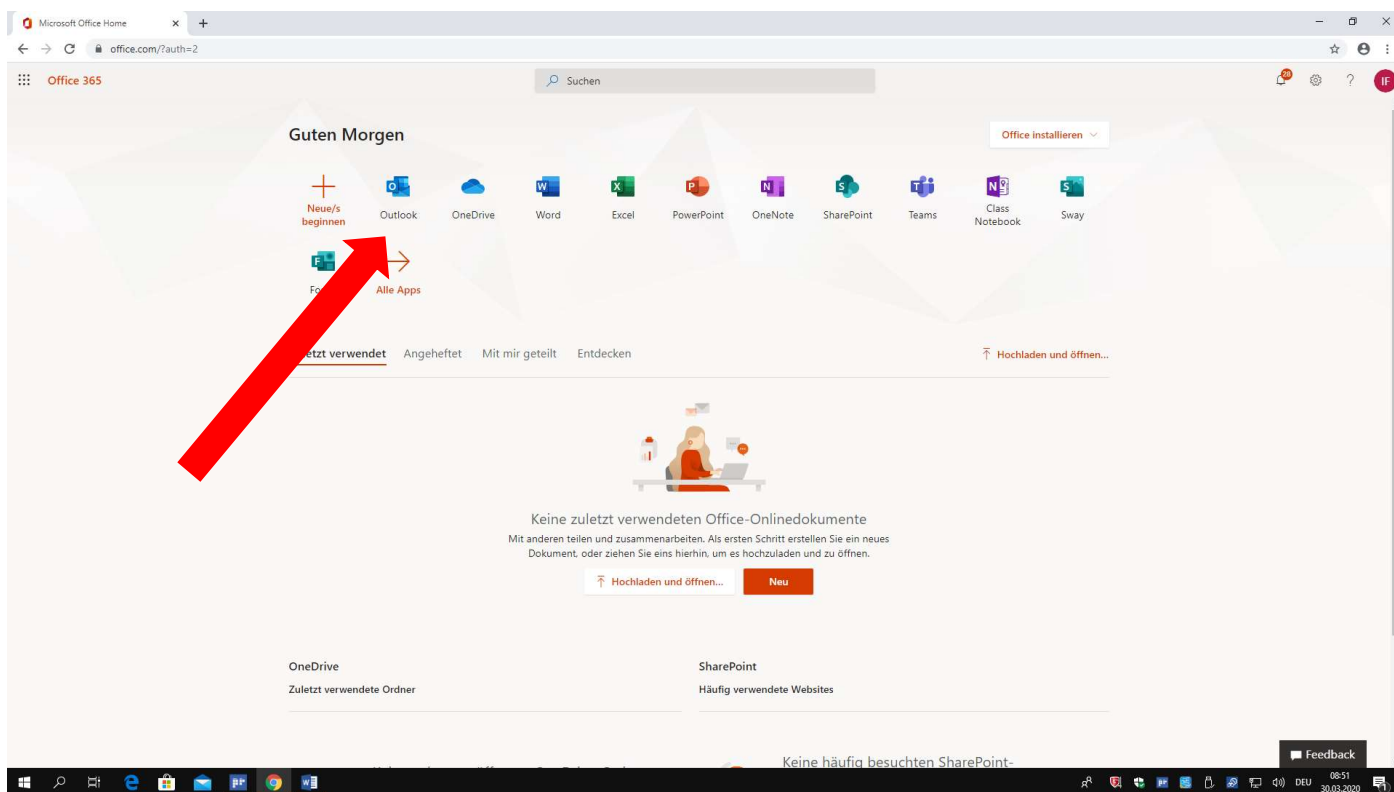 Microsoft Office Home
office.com/?auth=2
Office 365
Suchen
28
IF
Guten Morgen
Office installieren
Neue/s beginnen
Outlook
OneDrive
Word
Excel
PowerPoint
OneNote
SharePoint
Teams
Class Notebook
Sway
Alle Apps
verwendet
Angeheftet
Mit mir geteilt
Entdecken
Hochladen und öffnen...
Keine zuletzt verwendeten Office-Onlinedokumente
Mit anderen teilen und zusammenarbeiten. Als ersten Schritt erstellen Sie ein neues
Dokument, oder ziehen Sie eins hierhin, um es hochzuladen und zu öffnen.
Hochladen und öffnen...
Neu
OneDrive
SharePoint
Zuletzt verwendete Ordner
Häufig verwendete Websites
Keine häufig besuchten SharePoint-
Feedback
DEU
08:51
30.03.2020